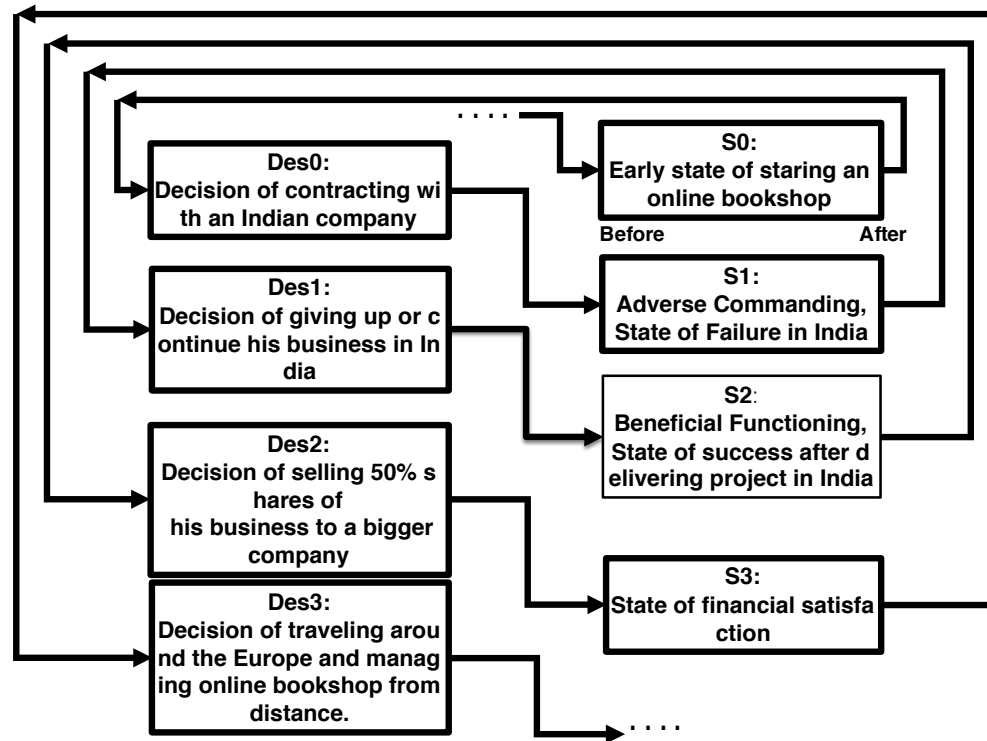 . . . .
Des0:
Decision of contracting wi
th an Indian company
S0:
Early state of staring an
online bookshop
Before
After
Des1:
Decision of giving up or c
ontinue his business in In
dia
S1:
Adverse Commanding,
State of Failure in India
Des2:
Decision of selling 50% s
hares of
his business to a bigger
company
S2:
Beneficial Functioning,
State of success after d
elivering project in India
Des3:
Decision of traveling arou
nd the Europe and manag
ing online bookshop from
distance.
S3:
State of financial satisfa
ction
. . . .